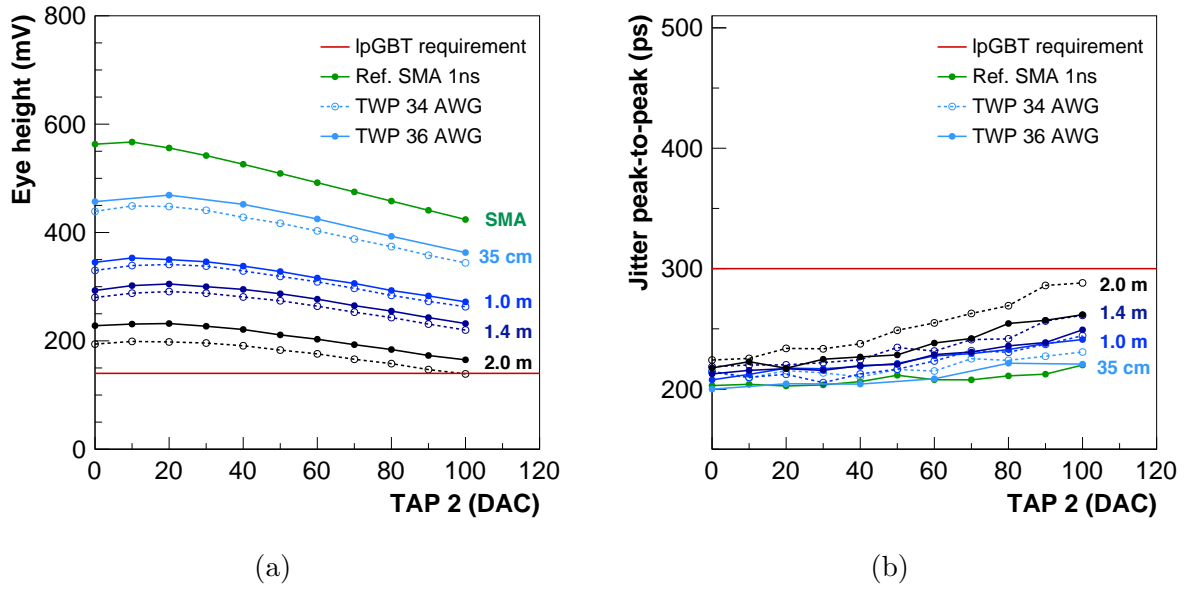 800
600
400
200
0
Eye height (mV)
lpGBT requirement
Ref. SMA 1ns
TWP 34 AWG
TWP 36 AWG
SMA
35 cm
1.0 m
1.4 m
2.0 m
0 20 40 60 80 100 120
TAP 2 (DAC)
(a)
500
400
300
200
Jitter peak-to-peak (ps)
lpGBT requirement
Ref. SMA 1ns
TWP 34 AWG
TWP 36 AWG
2.0 m
1.4 m
1.0 m
35 cm
0 20 40 60 80 100 120
TAP 2 (DAC)
(b)